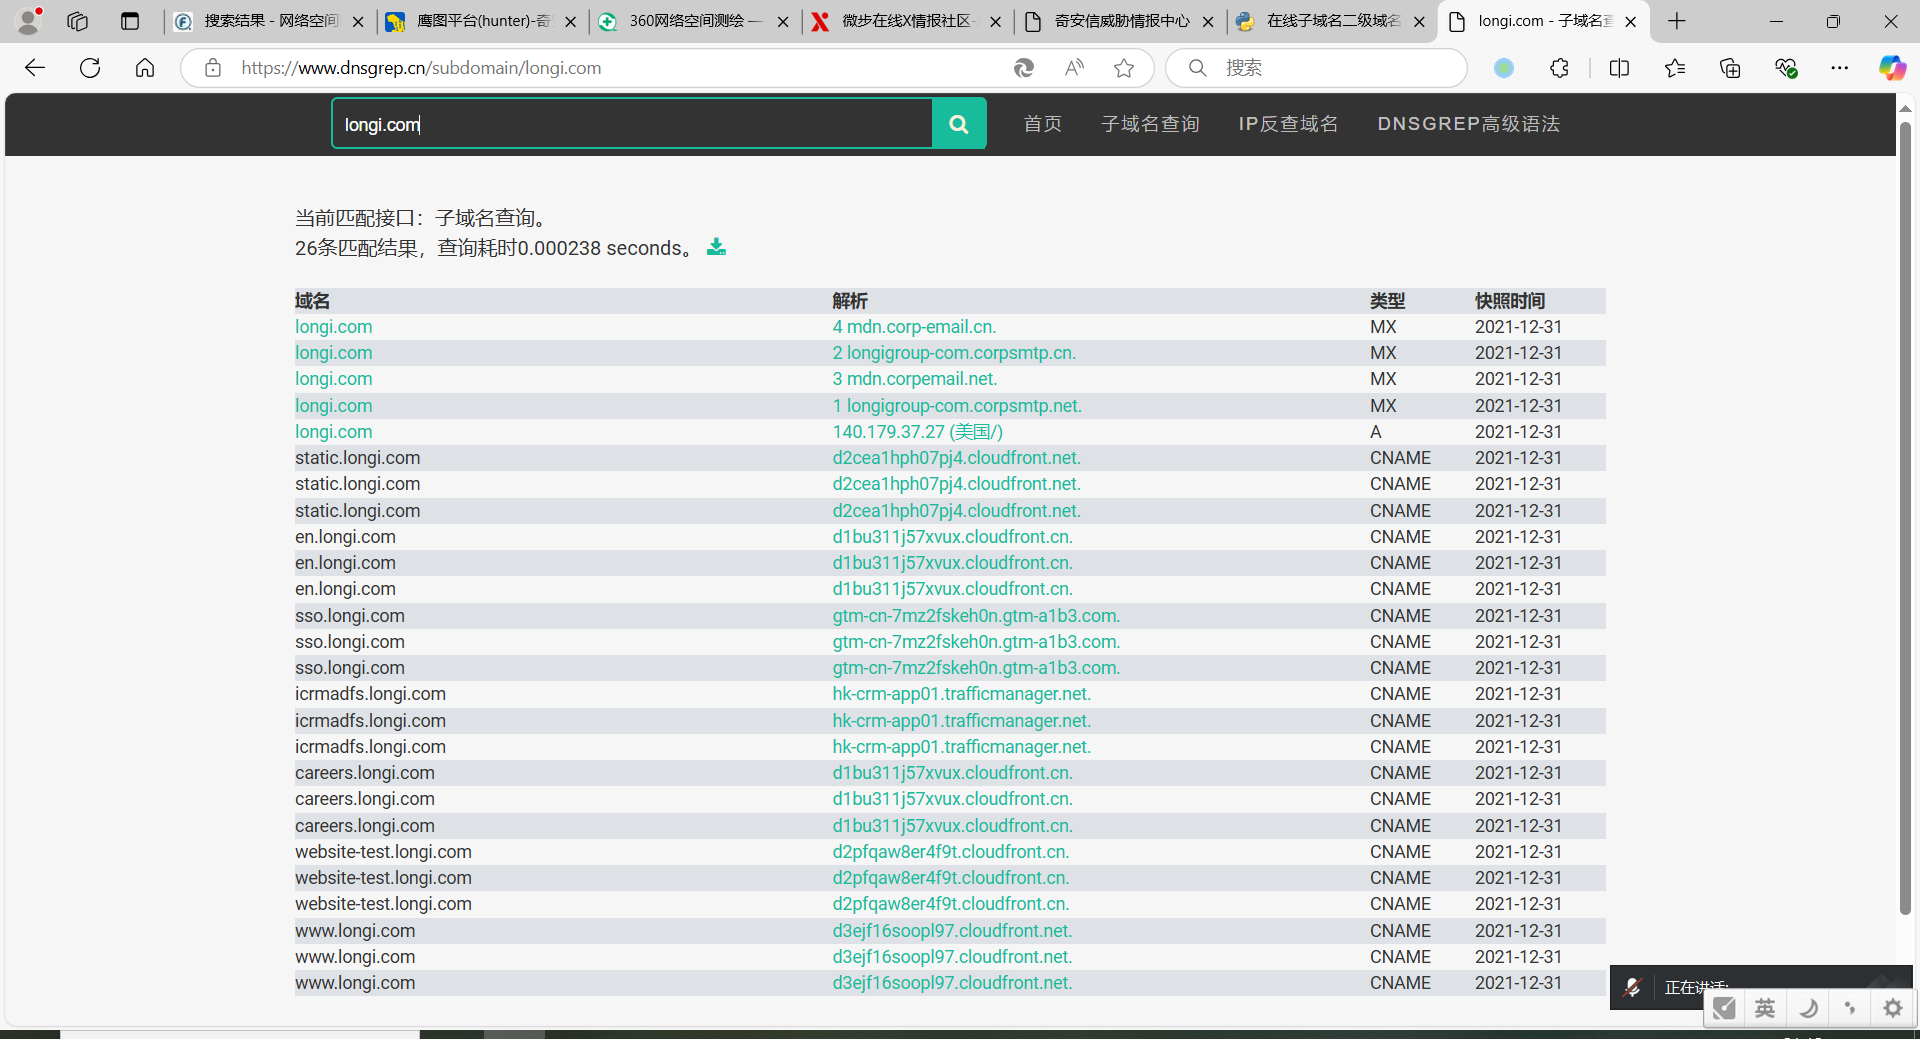 搜索结果 - 网络空间
鹰图平台(hunter)-奇
360网络空间测绘 —
微步在线X情报社区-
奇安信威胁情报中心
在线子域名二级域名
longi.com - 子域名查
https://www.dnsgrep.cn/subdomain/longi.com
搜索
longi.com 首页 子域名查询 IP反查域名 DNSGREP高级语法
当前匹配接口：子域名查询。
26条匹配结果，查询耗时0.000238 seconds。
域名 解析 类型 快照时间
longi.com 4 mdn.corp-email.cn. MX 2021-12-31
longi.com 2 longigroup-com.corpsmtp.cn. MX 2021-12-31
longi.com 3 mdn.corpemail.net. MX 2021-12-31
longi.com 1 longigroup-com.corpsmtp.net. MX 2021-12-31
longi.com 140.179.37.27 (美国/) A 2021-12-31
static.longi.com d2cea1hph07pj4.cloudfront.net. CNAME 2021-12-31
static.longi.com d2cea1hph07pj4.cloudfront.net. CNAME 2021-12-31
static.longi.com d2cea1hph07pj4.cloudfront.net. CNAME 2021-12-31
en.longi.com d1bu311j57xvux.cloudfront.cn. CNAME 2021-12-31
en.longi.com d1bu311j57xvux.cloudfront.cn. CNAME 2021-12-31
en.longi.com d1bu311j57xvux.cloudfront.cn. CNAME 2021-12-31
sso.longi.com gtm-cn-7mz2fskeh0n.gtm-a1b3.com. CNAME 2021-12-31
sso.longi.com gtm-cn-7mz2fskeh0n.gtm-a1b3.com. CNAME 2021-12-31
sso.longi.com gtm-cn-7mz2fskeh0n.gtm-a1b3.com. CNAME 2021-12-31
icrmadfs.longi.com hk-crm-app01.trafficmanager.net. CNAME 2021-12-31
icrmadfs.longi.com hk-crm-app01.trafficmanager.net. CNAME 2021-12-31
icrmadfs.longi.com hk-crm-app01.trafficmanager.net. CNAME 2021-12-31
careers.longi.com d1bu311j57xvux.cloudfront.cn. CNAME 2021-12-31
careers.longi.com d1bu311j57xvux.cloudfront.cn. CNAME 2021-12-31
careers.longi.com d1bu311j57xvux.cloudfront.cn. CNAME 2021-12-31
website-test.longi.com d2pfqaw8er4f9t.cloudfront.cn. CNAME 2021-12-31
website-test.longi.com d2pfqaw8er4f9t.cloudfront.cn. CNAME 2021-12-31
website-test.longi.com d2pfqaw8er4f9t.cloudfront.cn. CNAME 2021-12-31
www.longi.com d3ejf16soopl97.cloudfront.net. CNAME 2021-12-31
www.longi.com d3ejf16soopl97.cloudfront.net. CNAME 2021-12-31
www.longi.com d3ejf16soopl97.cloudfront.net. CNAME 2021-12-31
正在讲话:
英